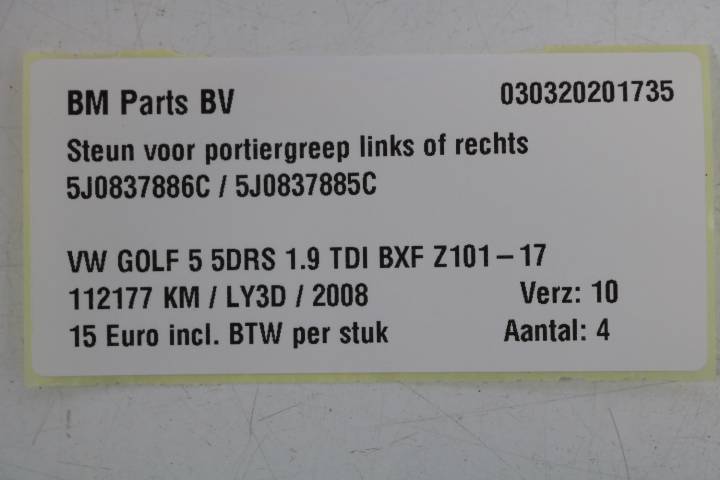 BM Parts BV 030320201735
Steun voor portiergreep links of rechts
5J0837886C / 5J0837885C
VW GOLF 5 5DRS 1.9 TDI BXF Z101 – 17
112177 KM / LY3D / 2008 Verz: 10
15 Euro incl. BTW per stuk Aantal: 4